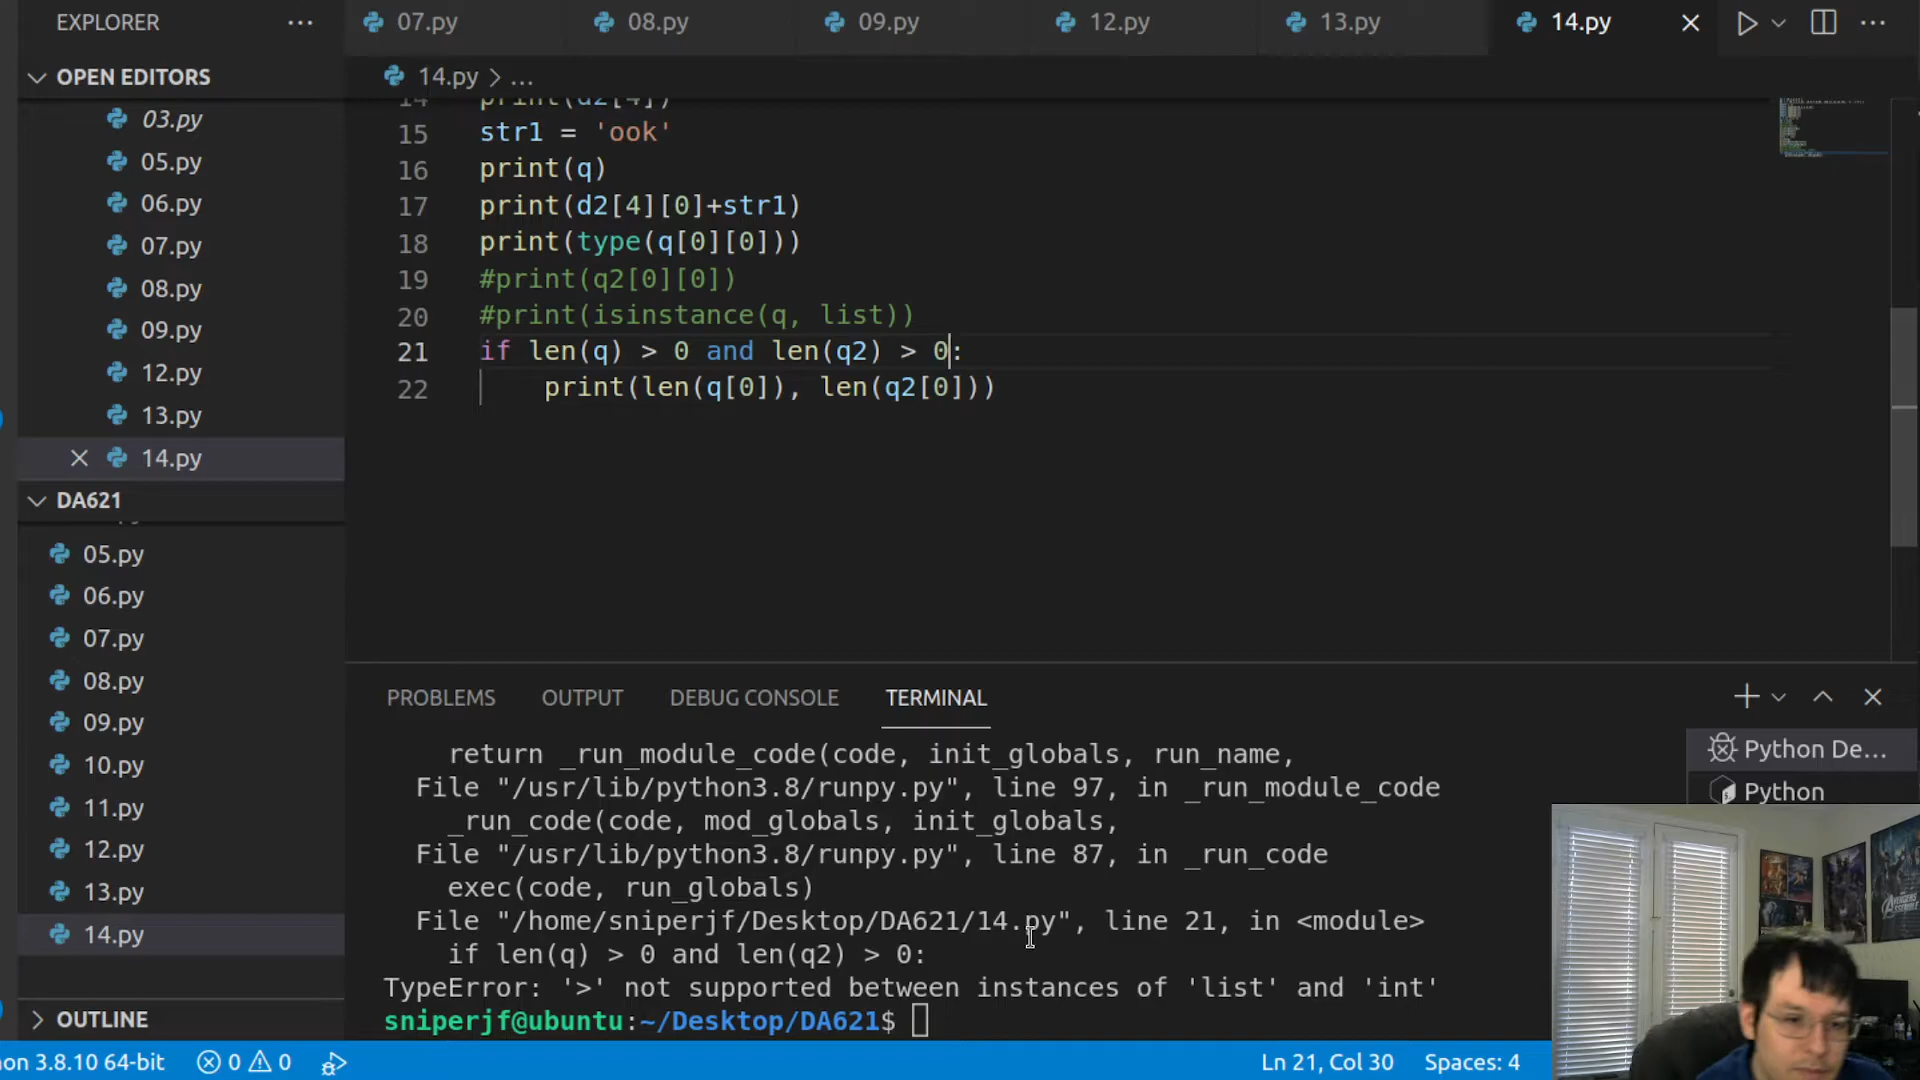 EXPLORER
07.py
08.py
09.py
12.py
13.py
14.py
OPEN EDITORS
03.py
05.py
06.py
07.py
08.py
09.py
12.py
13.py
14.py
DA621
05.py
06.py
07.py
08.py
09.py
10.py
11.py
12.py
13.py
14.py
OUTLINE
14.py > ...
14 print(d2[4])
15 str1 = 'ook'
16 print(q)
17 print(d2[4][0]+str1)
18 print(type(q[0][0]))
19 #print(q2[0][0])
20 #print(isinstance(q, list))
21 if len(q) > 0 and len(q2) > 0:
22 print(len(q[0]), len(q2[0]))
PROBLEMS OUTPUT DEBUG CONSOLE TERMINAL
return _run_module_code(code, init_globals, run_name,
File "/usr/lib/python3.8/runpy.py", line 97, in _run_module_code
_run_code(code, mod_globals, init_globals,
File "/usr/lib/python3.8/runpy.py", line 87, in _run_code
exec(code, run_globals)
File "/home/sniperjf/Desktop/DA621/14.py", line 21, in <module>
if len(q) > 0 and len(q2) > 0:
TypeError: '>' not supported between instances of 'list' and 'int'
sniperjf@ubuntu:~/Desktop/DA621$
Python De...
Python
on 3.8.10 64-bit
0 0
Ln 21, Col 30
Spaces: 4